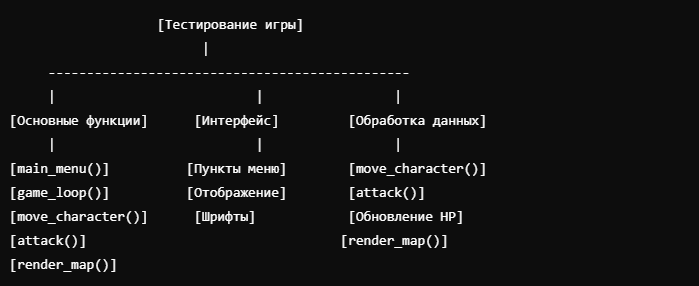 [Тестирование игры]
|
-----------------------------------------------
| | |
[Основные функции] [Интерфейс] [Обработка данных]
| | |
[main_menu()] [Пункты меню] [move_character()]
[game_loop()] [Отображение] [attack()]
[move_character()] [Шрифты] [Обновление HP]
[attack()] [render_map()]
[render_map()]